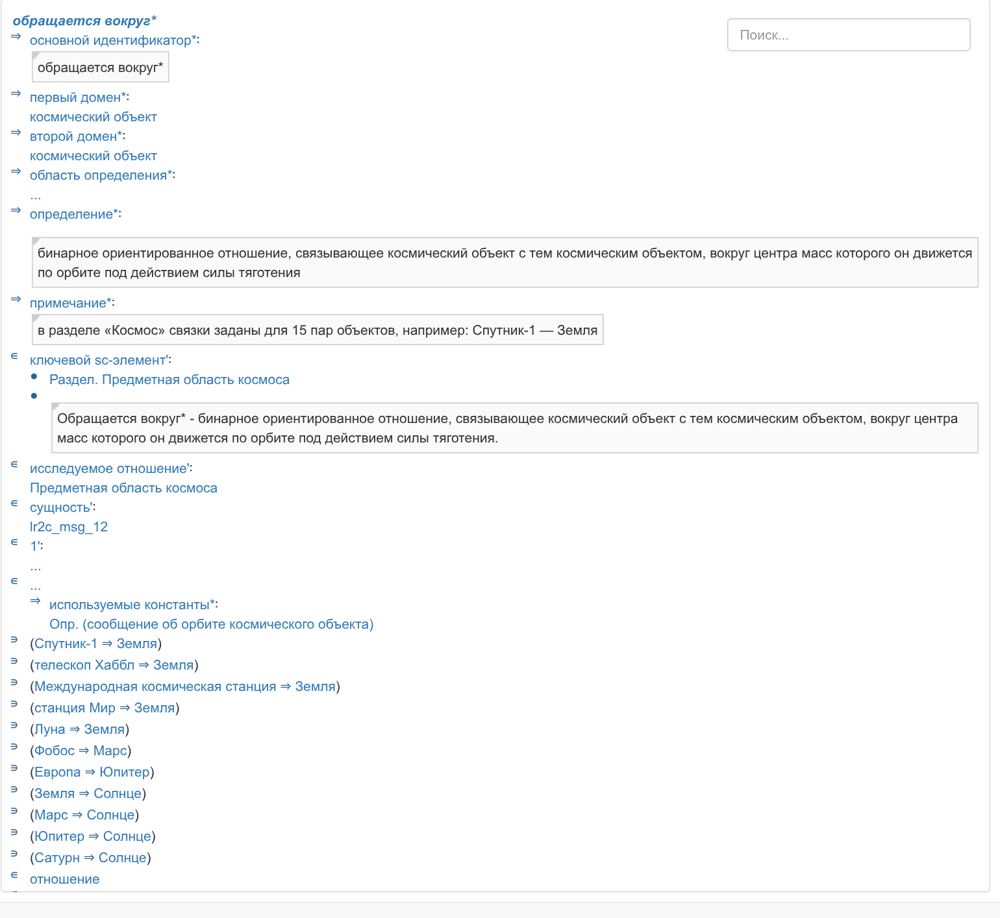 обращается вокруг*
Поиск...
⇒ основной идентификатор*:
обращается вокруг*
⇒ первый домен*:
космический объект
⇒ второй домен*:
космический объект
⇒ область определения*:
...
⇒ определение*:
бинарное ориентированное отношение, связывающее космический объект с тем космическим объектом, вокруг центра масс которого он движется
по орбите под действием силы тяготения
⇒ примечание*:
в разделе «Космос» связки заданы для 15 пар объектов, например: Спутник-1 — Земля
∈ ключевой sc-элемент':
• Раздел. Предметная область космоса
•
Обращается вокруг* - бинарное ориентированное отношение, связывающее космический объект с тем космическим объектом, вокруг центра
масс которого он движется по орбите под действием силы тяготения.
∈ исследуемое отношение':
Предметная область космоса
∈ сущность':
lr2c_msg_12
∈ 1':
...
∈ ...
⇒ используемые константы*:
Опр. (сообщение об орбите космического объекта)
∋ (Спутник-1 ⇒ Земля)
∋ (телескоп Хаббл ⇒ Земля)
∋ (Международная космическая станция ⇒ Земля)
∋ (станция Мир ⇒ Земля)
∋ (Луна ⇒ Земля)
∋ (Фобос ⇒ Марс)
∋ (Европа ⇒ Юпитер)
∋ (Земля ⇒ Солнце)
∋ (Марс ⇒ Солнце)
∋ (Юпитер ⇒ Солнце)
∋ (Сатурн ⇒ Солнце)
∈ отношение